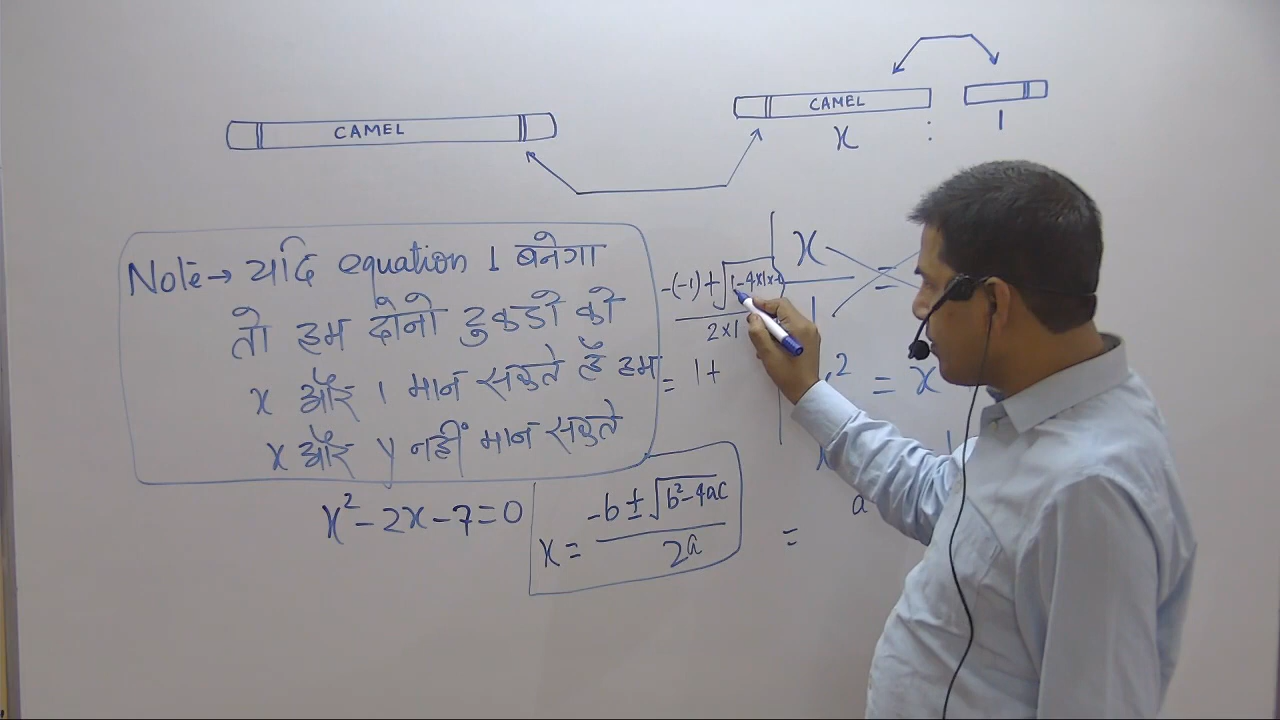 CAMEL
CAMEL
x : 1
Note→ यदि equation 1 बनेगा
तो हम दोनो टुकडो को
x और 1 मान सकते हैं हम
x और y नहीं मान सकते
x² - 2x - 7 = 0
x = -b ± √b² - 4ac
2a
-(-1) + √1 - 4×1×-1
2×1
= 1 +
x =
1
² = x
a
=